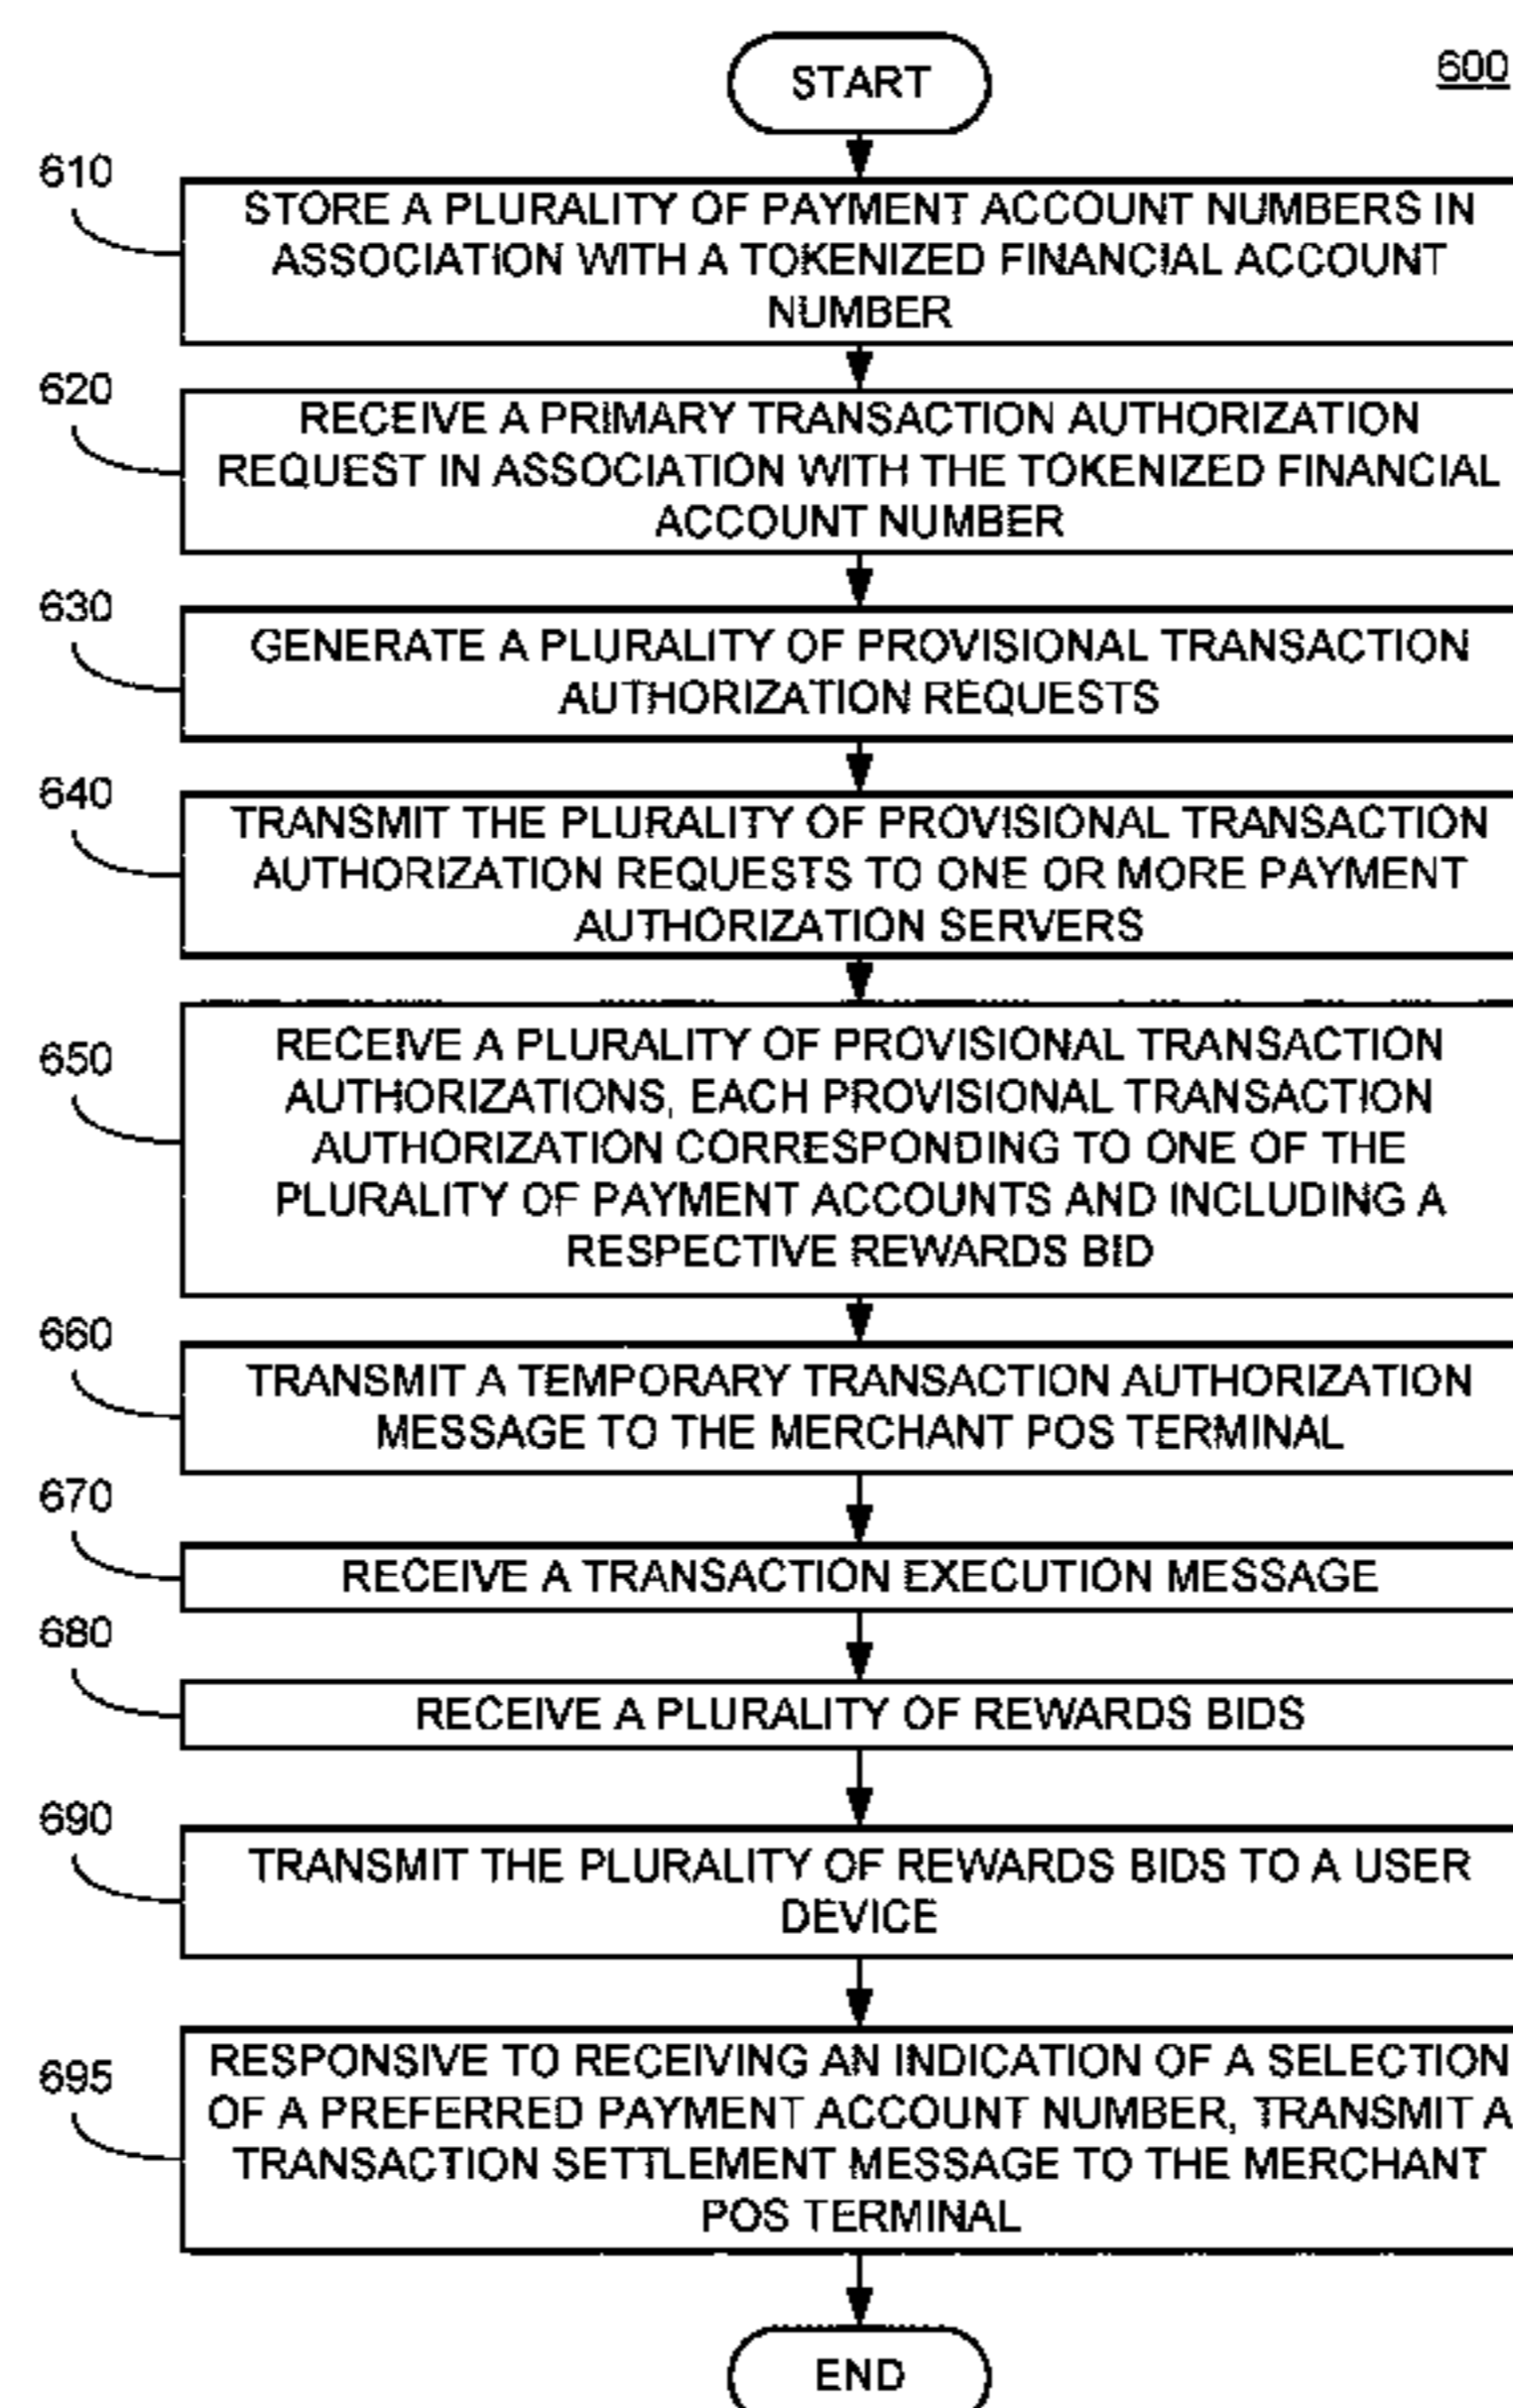 START
600
610
STORE A PLURALITY OF PAYMENT ACCOUNT NUMBERS IN
ASSOCIATION WITH A TOKENIZED FINANCIAL ACCOUNT
NUMBER
620
RECEIVE A PRIMARY TRANSACTION AUTHORIZATION
REQUEST IN ASSOCIATION WITH THE TOKENIZED FINANCIAL
ACCOUNT NUMBER
630
GENERATE A PLURALITY OF PROVISIONAL TRANSACTION
AUTHORIZATION REQUESTS
640
TRANSMIT THE PLURALITY OF PROVISIONAL TRANSACTION
AUTHORIZATION REQUESTS TO ONE OR MORE PAYMENT
AUTHORIZATION SERVERS
650
RECEIVE A PLURALITY OF PROVISIONAL TRANSACTION
AUTHORIZATIONS, EACH PROVISIONAL TRANSACTION
AUTHORIZATION CORRESPONDING TO ONE OF THE
PLURALITY OF PAYMENT ACCOUNTS AND INCLUDING A
RESPECTIVE REWARDS BID
660
TRANSMIT A TEMPORARY TRANSACTION AUTHORIZATION
MESSAGE TO THE MERCHANT POS TERMINAL
670
RECEIVE A TRANSACTION EXECUTION MESSAGE
680
RECEIVE A PLURALITY OF REWARDS BIDS
690
TRANSMIT THE PLURALITY OF REWARDS BIDS TO A USER
DEVICE
695
RESPONSIVE TO RECEIVING AN INDICATION OF A SELECTION
OF A PREFERRED PAYMENT ACCOUNT NUMBER, TRANSMIT A
TRANSACTION SETTLEMENT MESSAGE TO THE MERCHANT
POS TERMINAL
END